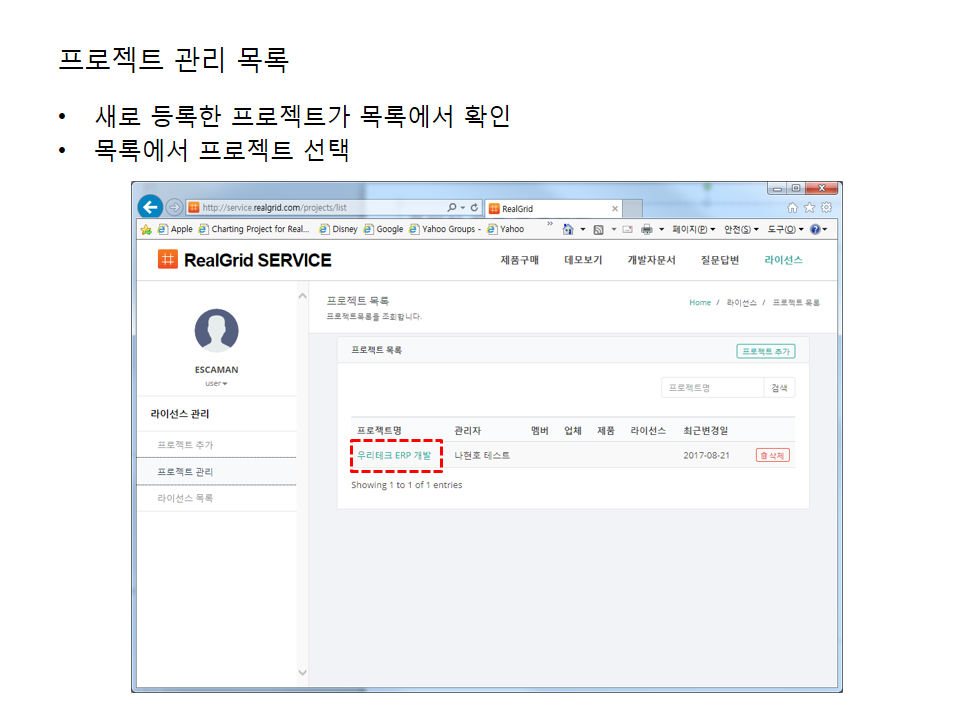 프로젝트 관리 목록
• 새로 등록한 프로젝트가 목록에서 확인
• 목록에서 프로젝트 선택
http://service.realgrid.com/projects/list
RealGrid
Apple Charting Project for Real... Disney Google Yahoo Groups - Yahoo » 페이지(P) 안전(S) 도구(O)
RealGrid SERVICE 제품구매 데모보기 개발자문서 질문답변 라이선스
프로젝트 목록 Home / 라이선스 / 프로젝트 목록
프로젝트목록을 조회합니다.
ESCAMAN
user
라이선스 관리
프로젝트 추가
프로젝트 관리
라이선스 목록
프로젝트 목록 프로젝트 추가
프로젝트명 검색
프로젝트명 관리자 멤버 업체 제품 라이선스 최근변경일
우리테크 ERP 개발 나현호 테스트 2017-08-21 삭제
Showing 1 to 1 of 1 entries